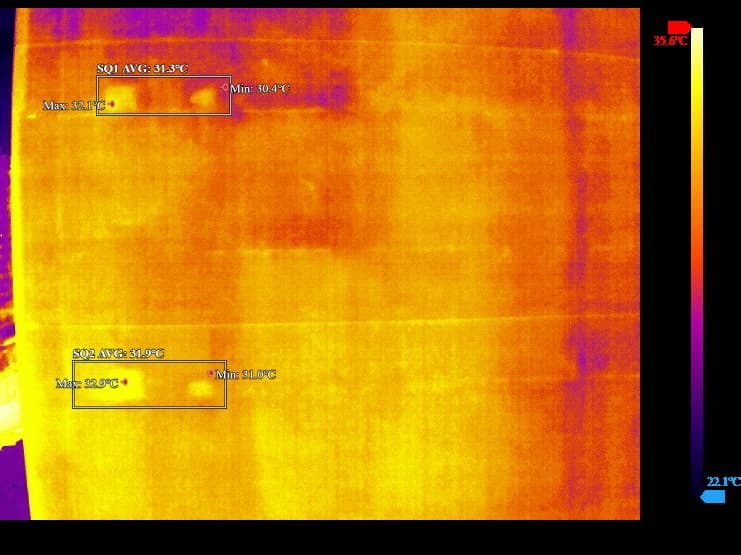 35.6°C
SQ1 AVG: 31.3°C
Min: 30.4°C
Max: 32.1°C
SQ2 AVG: 31.9°C
Min: 31.0°C
Max: 32.9°C
22.1°C